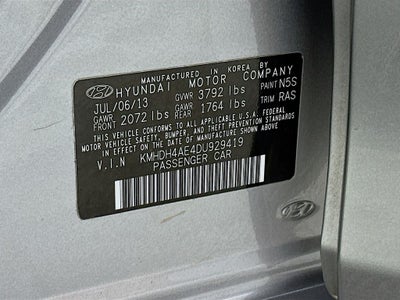 MANUFACTURED IN KOREA
HYUNDAI MOTOR COMPANY
JUL/06/13 GVWR 3792 lbs PAINT N5S
GAWR FRONT 2072 lbs GAWR REAR 1764 lbs TRIM RAS
THIS VEHICLE CONFORMS TO ALL APPLICABLE U.S.
MOTOR VEHICLE SAFETY, BUMPER, AND THEFT PREVENTION STANDARDS
IN EFFECT ON THE DATE OF MANUFACTURE SHOWN ABOVE.
V.I.N KMHDH4AE4DU929419
PASSENGER CAR